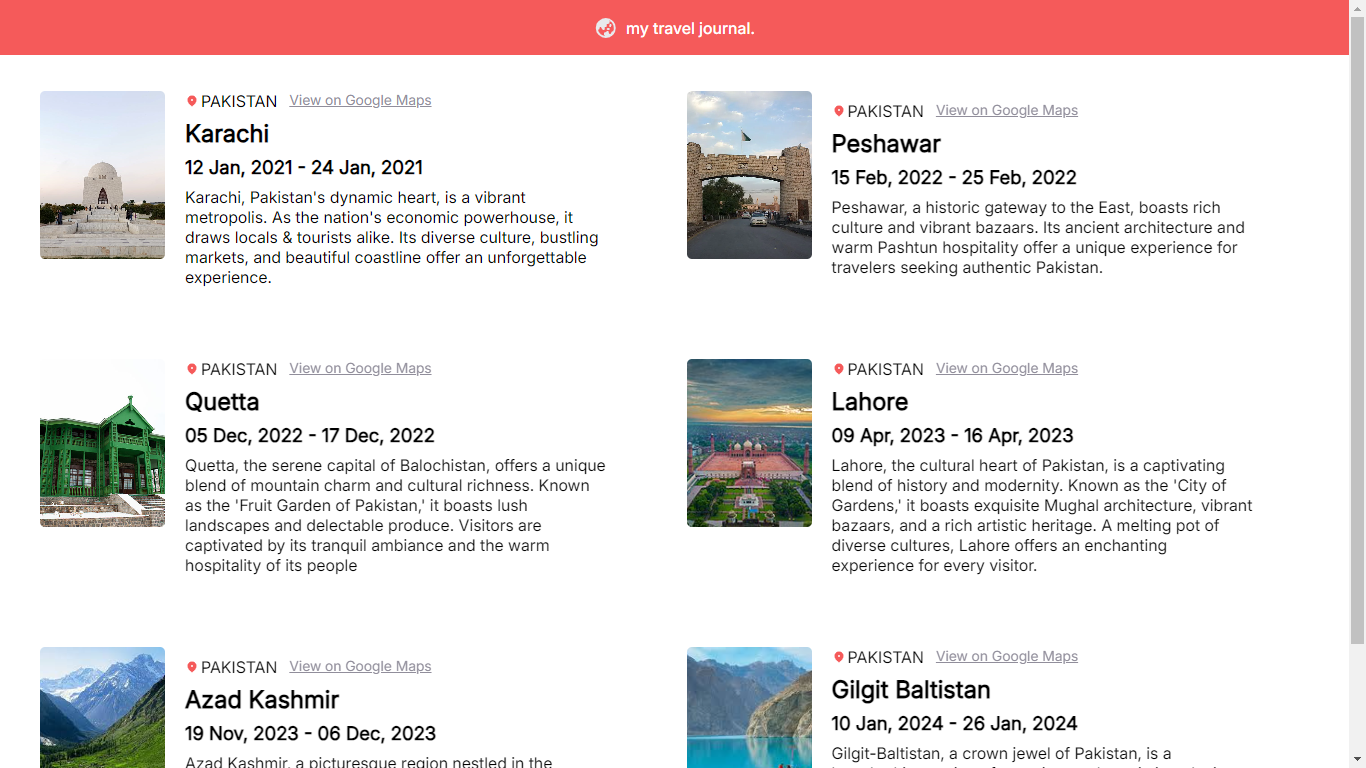 my travel journal.
PAKISTAN View on Google Maps
Karachi
12 Jan, 2021 - 24 Jan, 2021
Karachi, Pakistan's dynamic heart, is a vibrant
metropolis. As the nation's economic powerhouse, it
draws locals & tourists alike. Its diverse culture, bustling
markets, and beautiful coastline offer an unforgettable
experience.
PAKISTAN View on Google Maps
Peshawar
15 Feb, 2022 - 25 Feb, 2022
Peshawar, a historic gateway to the East, boasts rich
culture and vibrant bazaars. Its ancient architecture and
warm Pashtun hospitality offer a unique experience for
travelers seeking authentic Pakistan.
PAKISTAN View on Google Maps
Quetta
05 Dec, 2022 - 17 Dec, 2022
Quetta, the serene capital of Balochistan, offers a unique
blend of mountain charm and cultural richness. Known
as the 'Fruit Garden of Pakistan,' it boasts lush
landscapes and delectable produce. Visitors are
captivated by its tranquil ambiance and the warm
hospitality of its people
PAKISTAN View on Google Maps
Lahore
09 Apr, 2023 - 16 Apr, 2023
Lahore, the cultural heart of Pakistan, is a captivating
blend of history and modernity. Known as the 'City of
Gardens,' it boasts exquisite Mughal architecture, vibrant
bazaars, and a rich artistic heritage. A melting pot of
diverse cultures, Lahore offers an enchanting
experience for every visitor.
PAKISTAN View on Google Maps
Azad Kashmir
19 Nov, 2023 - 06 Dec, 2023
Azad Kashmir, a picturesque region nestled in the
PAKISTAN View on Google Maps
Gilgit Baltistan
10 Jan, 2024 - 26 Jan, 2024
Gilgit-Baltistan, a crown jewel of Pakistan, is a